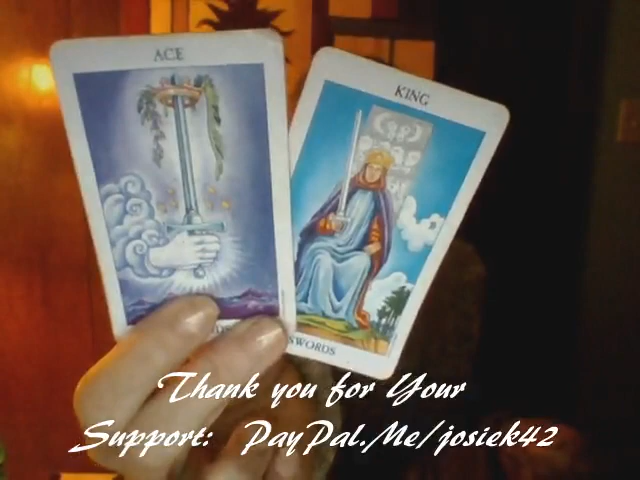 ACE
KING
SWORDS
Thank you for Your
Support: PayPal.Me/josiek42